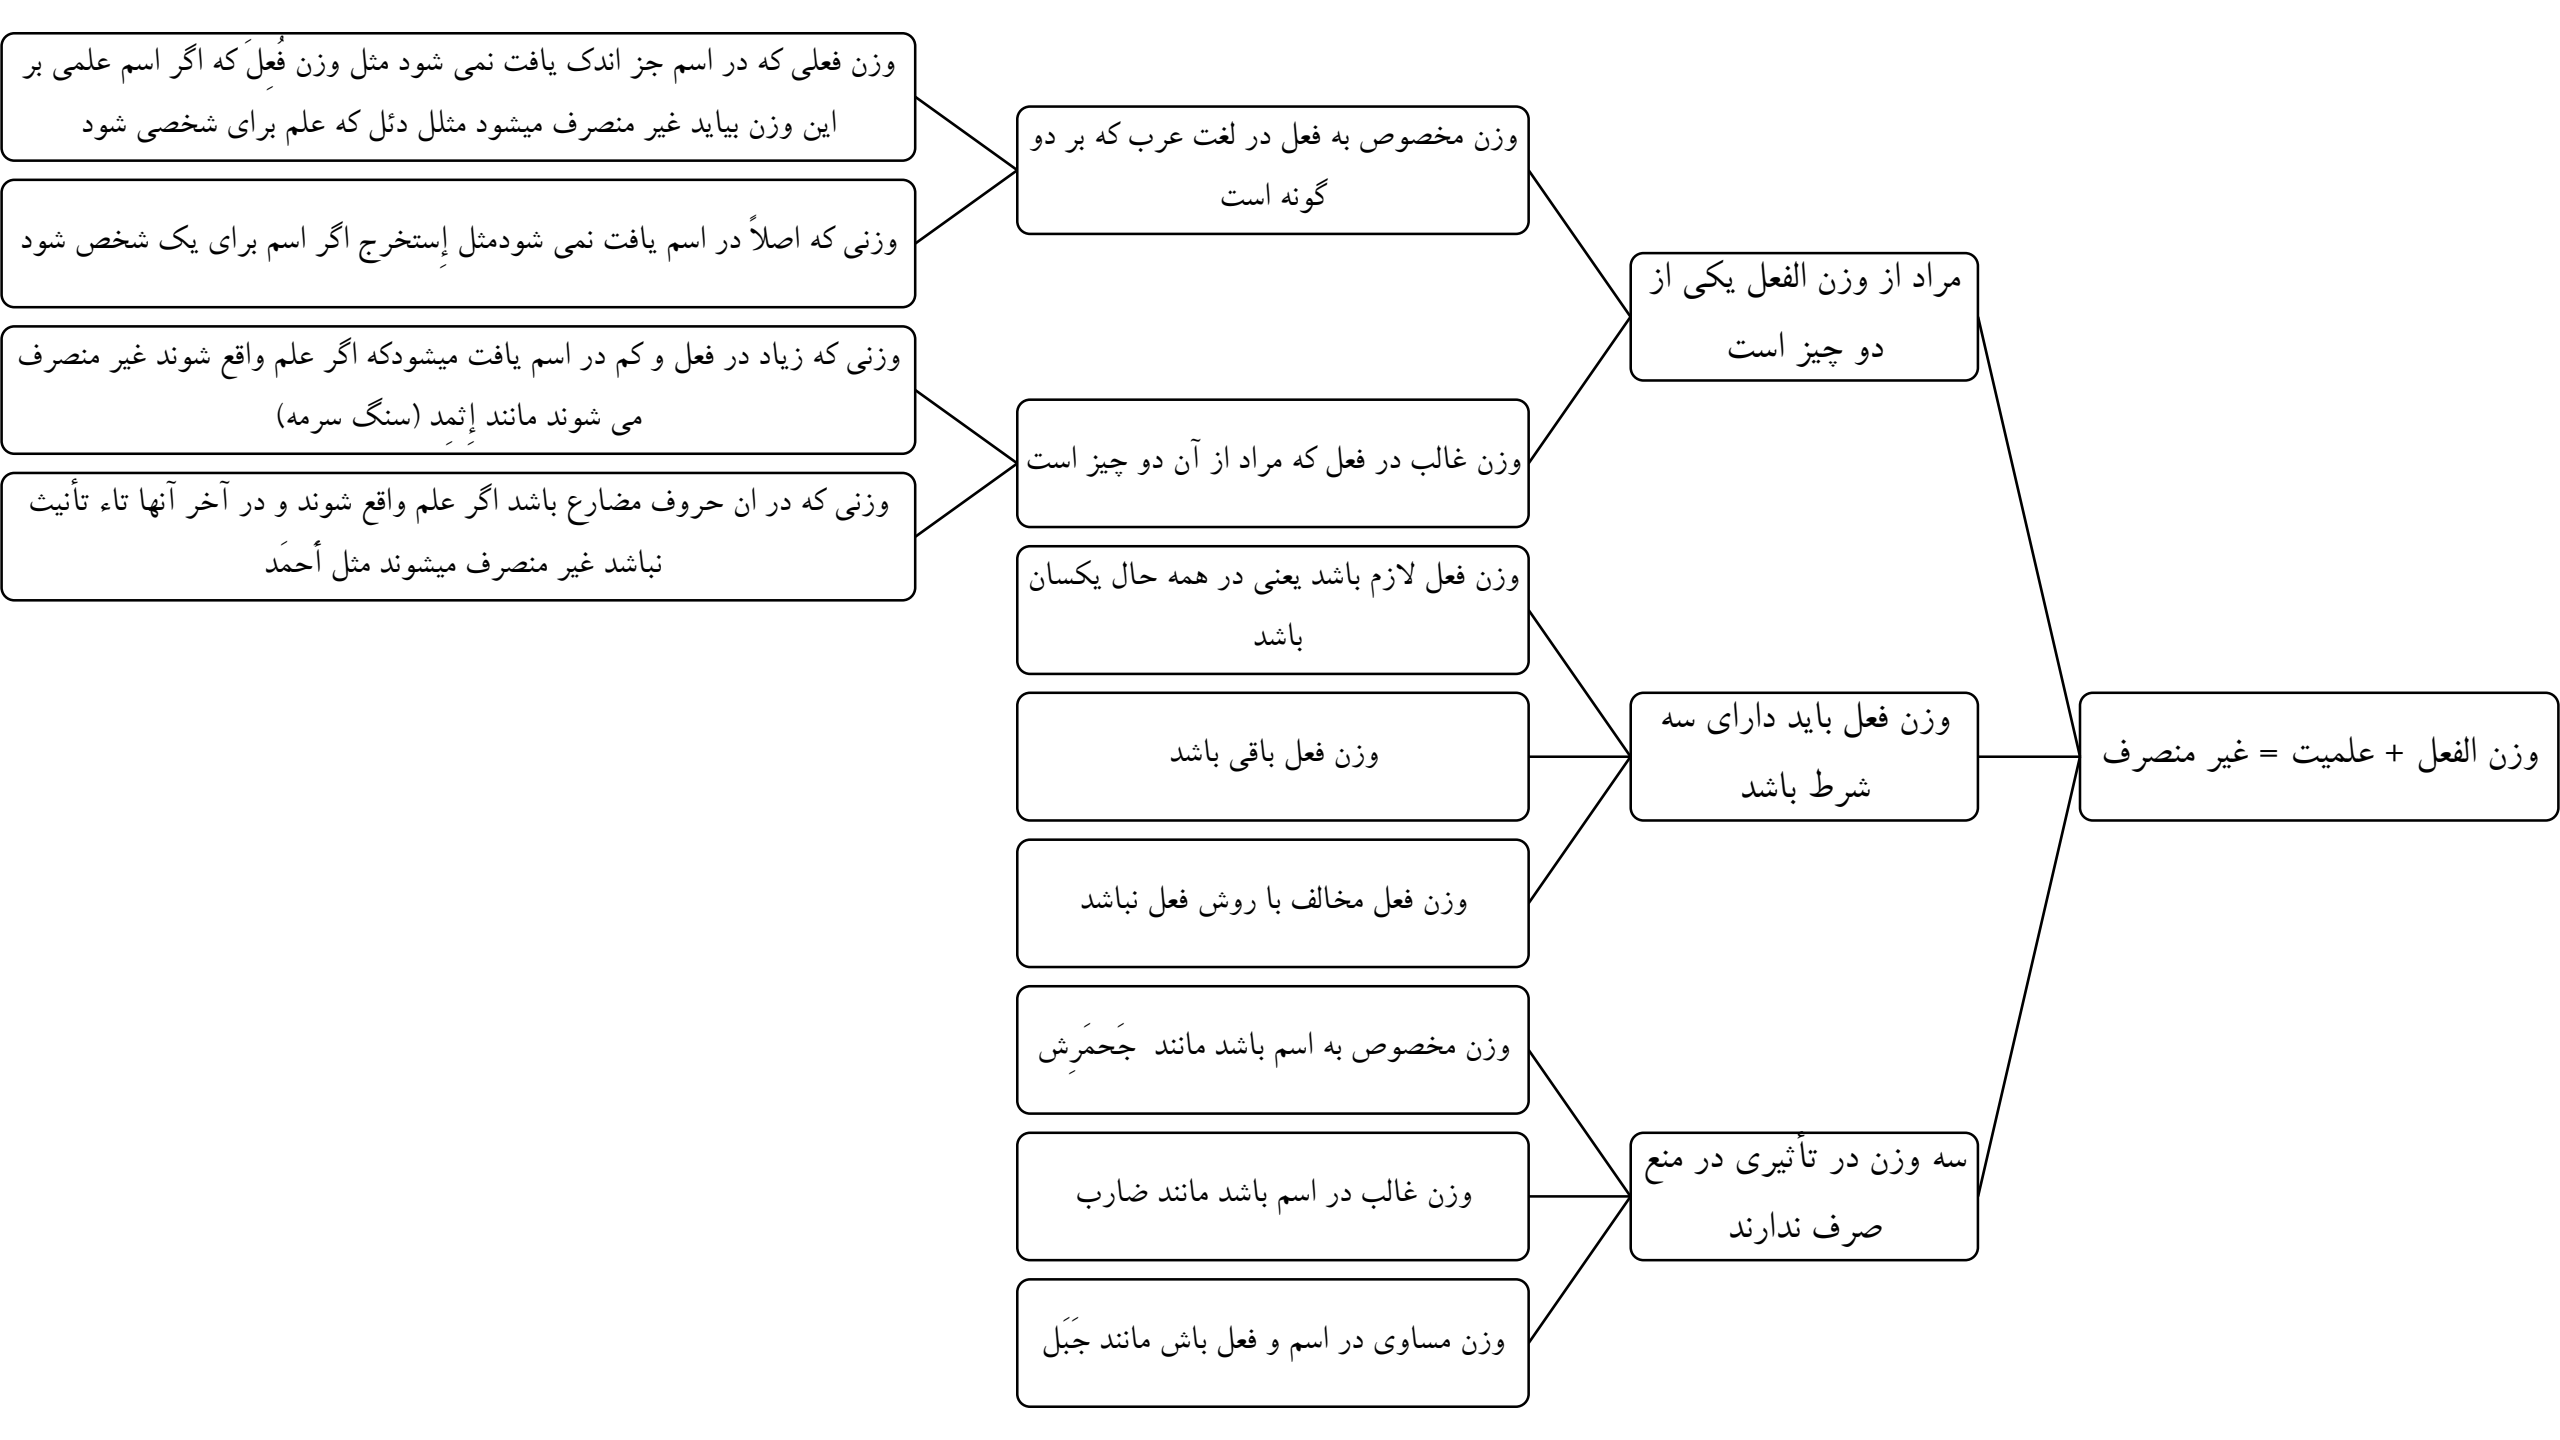 وزن الفعل + علمیت = غیر منصرف
مراد از وزن الفعل یکی از
دو چیز است
وزن مخصوص به فعل در لغت عرب که بر دو
گونه است
وزن فعلی که در اسم جز اندک یافت نمی شود مثل وزن فُعِلَ که اگر اسم علمی بر
این وزن بیاید غیر منصرف میشود مثلل دئل که علم برای شخصی شود
وزنی که اصلاً در اسم یافت نمی شودمثل إِستخرج اگر اسم برای یک شخص شود
وزن غالب در فعل که مراد از آن دو چیز است
وزنی که زیاد در فعل و کم در اسم یافت میشودکه اگر علم واقع شوند غیر منصرف
می شوند مانند إِثمِد (سنگ سرمه)
وزنی که در ان حروف مضارع باشد اگر علم واقع شوند و در آخر آنها تاء تأنیث
نباشد غیر منصرف میشوند مثل أحمَد
وزن فعل باید دارای سه
شرط باشد
وزن فعل لازم باشد یعنی در همه حال یکسان
باشد
وزن فعل باقی باشد
وزن فعل مخالف با روش فعل نباشد
سه وزن در تأثیری در منع
صرف ندارند
وزن مخصوص به اسم باشد مانند جَحمَرِش
وزن غالب در اسم باشد مانند ضارب
وزن مساوی در اسم و فعل باش مانند جَبَل